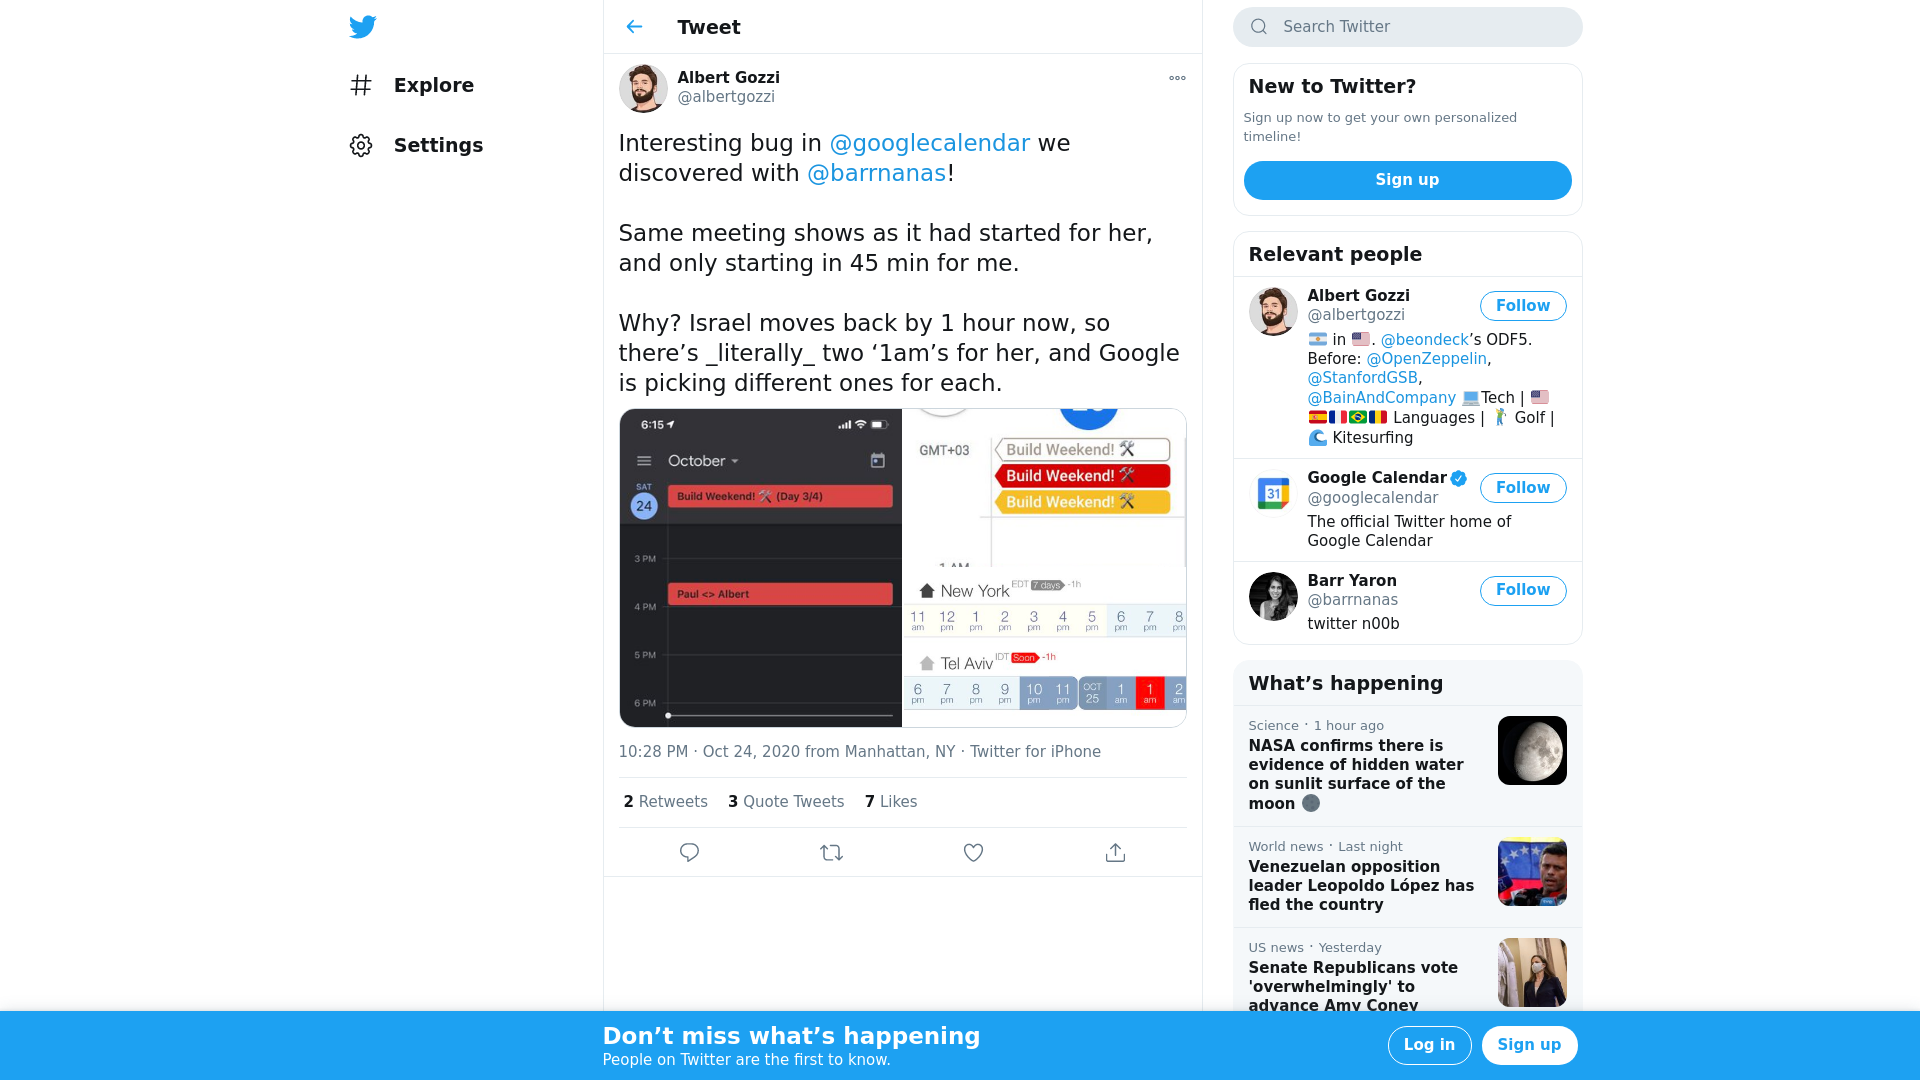 Explore
Settings
Tweet
Albert Gozzi
@albertgozzi
Interesting bug in @googlecalendar we
discovered with @barrnanas!
Same meeting shows as it had started for her,
and only starting in 45 min for me.
Why? Israel moves back by 1 hour now, so
there’s _literally_ two ‘1am’s for her, and Google
is picking different ones for each.
6:15
October
SAT
24
Build Weekend! 🛠 (Day 3/4)
3 PM
Paul <> Albert
4 PM
5 PM
6 PM
GMT+03
Build Weekend! 🛠
Build Weekend! 🛠
Build Weekend! 🛠
1 AM
New York EDT 7 days -1h
11 12 1 2 3 4 5 6 7 8
am pm pm pm pm pm pm pm pm pm
Tel Aviv IDT Soon -1h
6 7 8 9 10 11 OCT 1 1 2
pm pm pm pm pm pm 25 am am am
10:28 PM · Oct 24, 2020 from Manhattan, NY · Twitter for iPhone
2 Retweets 3 Quote Tweets 7 Likes
Search Twitter
New to Twitter?
Sign up now to get your own personalized
timeline!
Sign up
Relevant people
Albert Gozzi
@albertgozzi
Follow
🇦🇷 in 🇺🇸. @beondeck’s ODF5.
Before: @OpenZeppelin,
@StanfordGSB,
@BainAndCompany 💻Tech | 🇺🇸
🇪🇸🇫🇷🇧🇷🇷🇴 Languages | 🏌 Golf |
🌊 Kitesurfing
Google Calendar
@googlecalendar
Follow
31
The official Twitter home of
Google Calendar
Barr Yaron
@barrnanas
Follow
twitter n00b
What’s happening
Science · 1 hour ago
NASA confirms there is
evidence of hidden water
on sunlit surface of the
moon 🌑
World news · Last night
Venezuelan opposition
leader Leopoldo López has
fled the country
US news · Yesterday
Senate Republicans vote
'overwhelmingly' to
advance Amy Coney
Don’t miss what’s happening
People on Twitter are the first to know.
Log in
Sign up